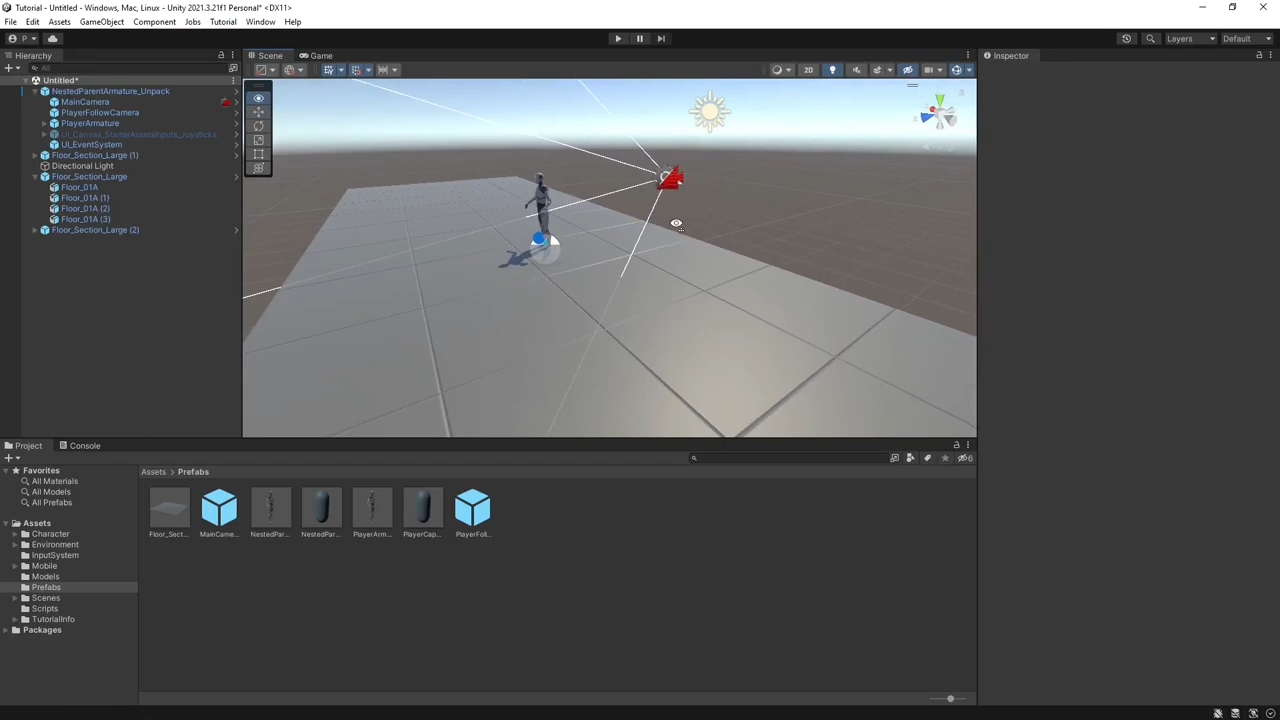 Tutorial - Windows, Mac, Linux - Unity 2021.3.21f1 Personal* <DX11>
File Edit Assets GameObject Component Jobs Tutorial Window Help
P Layers Default
Hierarchy Scene Game Inspector
All 2D
Untitled*
NestedParentArmature_Unpack
MainCamera
PlayerFollowCamera
PlayerArmature
UI_Canvas_StarterAssetsInputs_Joysticks
UI_EventSystem
Floor_Section_Large (1)
Directional Light
Floor_Section_Large
Floor_01A
Floor_01A (1)
Floor_01A (2)
Floor_01A (3)
Floor_Section_Large (2)
Project Console
6
Favorites
All Materials
All Models
All Prefabs
Assets
Character
Environment
InputSystem
Mobile
Models
Prefabs
Scenes
Scripts
TutorialInfo
Packages
Assets > Prefabs
Floor_Sect... MainCame... NestedPar... NestedPar... PlayerArm... PlayerCap... PlayerFoll...